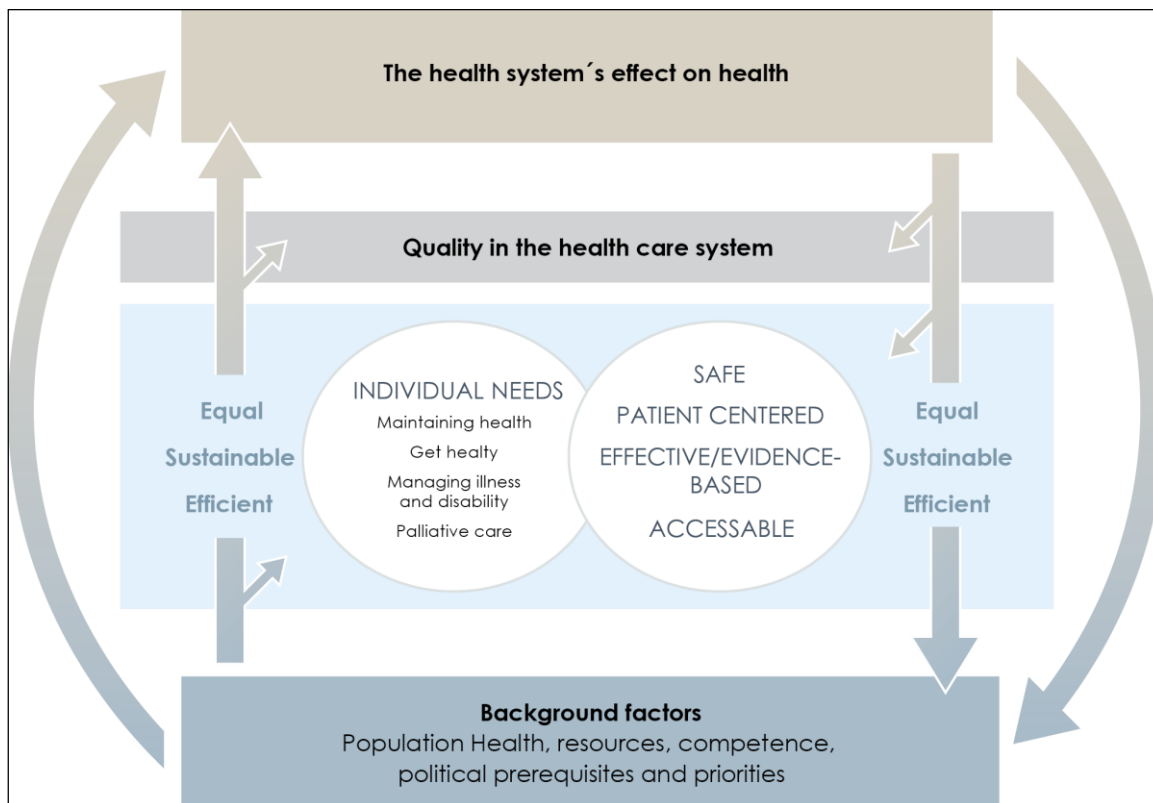 The health system´s effect on health
Quality in the health care system
Equal
Sustainable
Efficient
INDIVIDUAL NEEDS
Maintaining health
Get healty
Managing illness
and disability
Palliative care
SAFE
PATIENT CENTERED
EFFECTIVE/EVIDENCE-
BASED
ACCESSABLE
Equal
Sustainable
Efficient
Background factors
Population Health, resources, competence,
political prerequisites and priorities